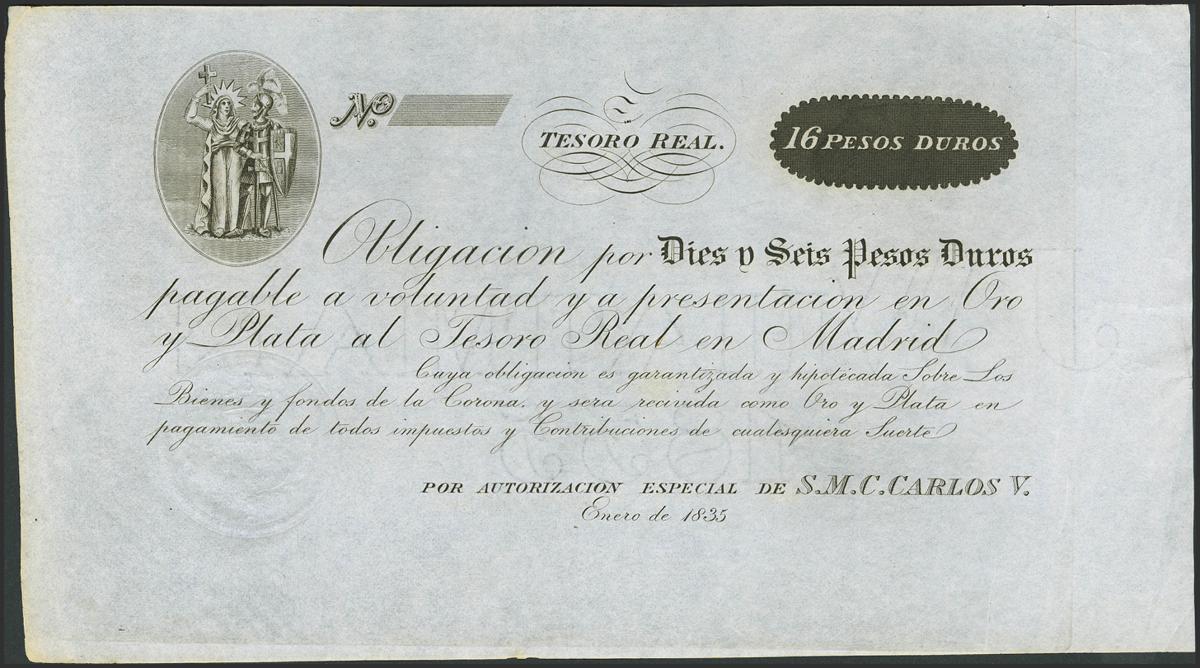 No.
TESORO REAL.
16 PESOS DUROS
Obligacion por Dies y Seis Pesos Duros
pagable a voluntad y a presentacion en Oro
y Plata al Tesoro Real en Madrid
Cuya obligacion es garantizada y hipotécada Sobre Los
Bienes y fondos de la Corona, y sera recivida como Oro y Plata en
pagamiento de todos impuestos y Contribuciones de cualesquiera Suerte
POR AUTORIZACION ESPECIAL DE S.M.C. CARLOS V.
Enero de 1835